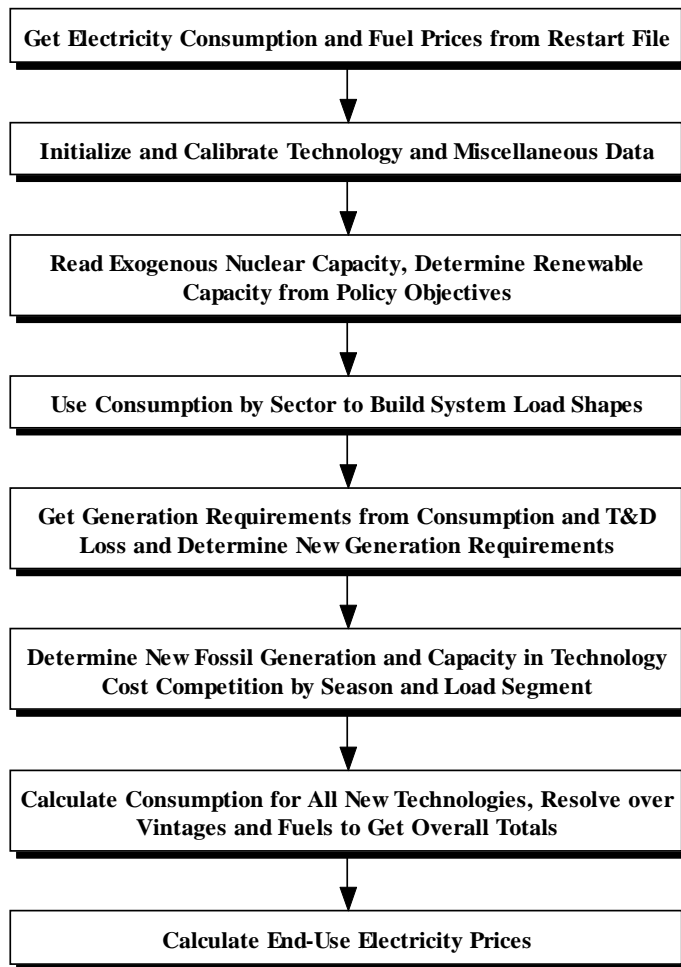 Get Electricity Consumption and Fuel Prices from Restart File
Initialize and Calibrate Technology and Miscellaneous Data
Read Exogenous Nuclear Capacity, Determine Renewable
Capacity from Policy Objectives
Use Consumption by Sector to Build System Load Shapes
Get Generation Requirements from Consumption and T&D
Loss and Determine New Generation Requirements
Determine New Fossil Generation and Capacity in Technology
Cost Competition by Season and Load Segment
Calculate Consumption for All New Technologies, Resolve over
Vintages and Fuels to Get Overall Totals
Calculate End-Use Electricity Prices